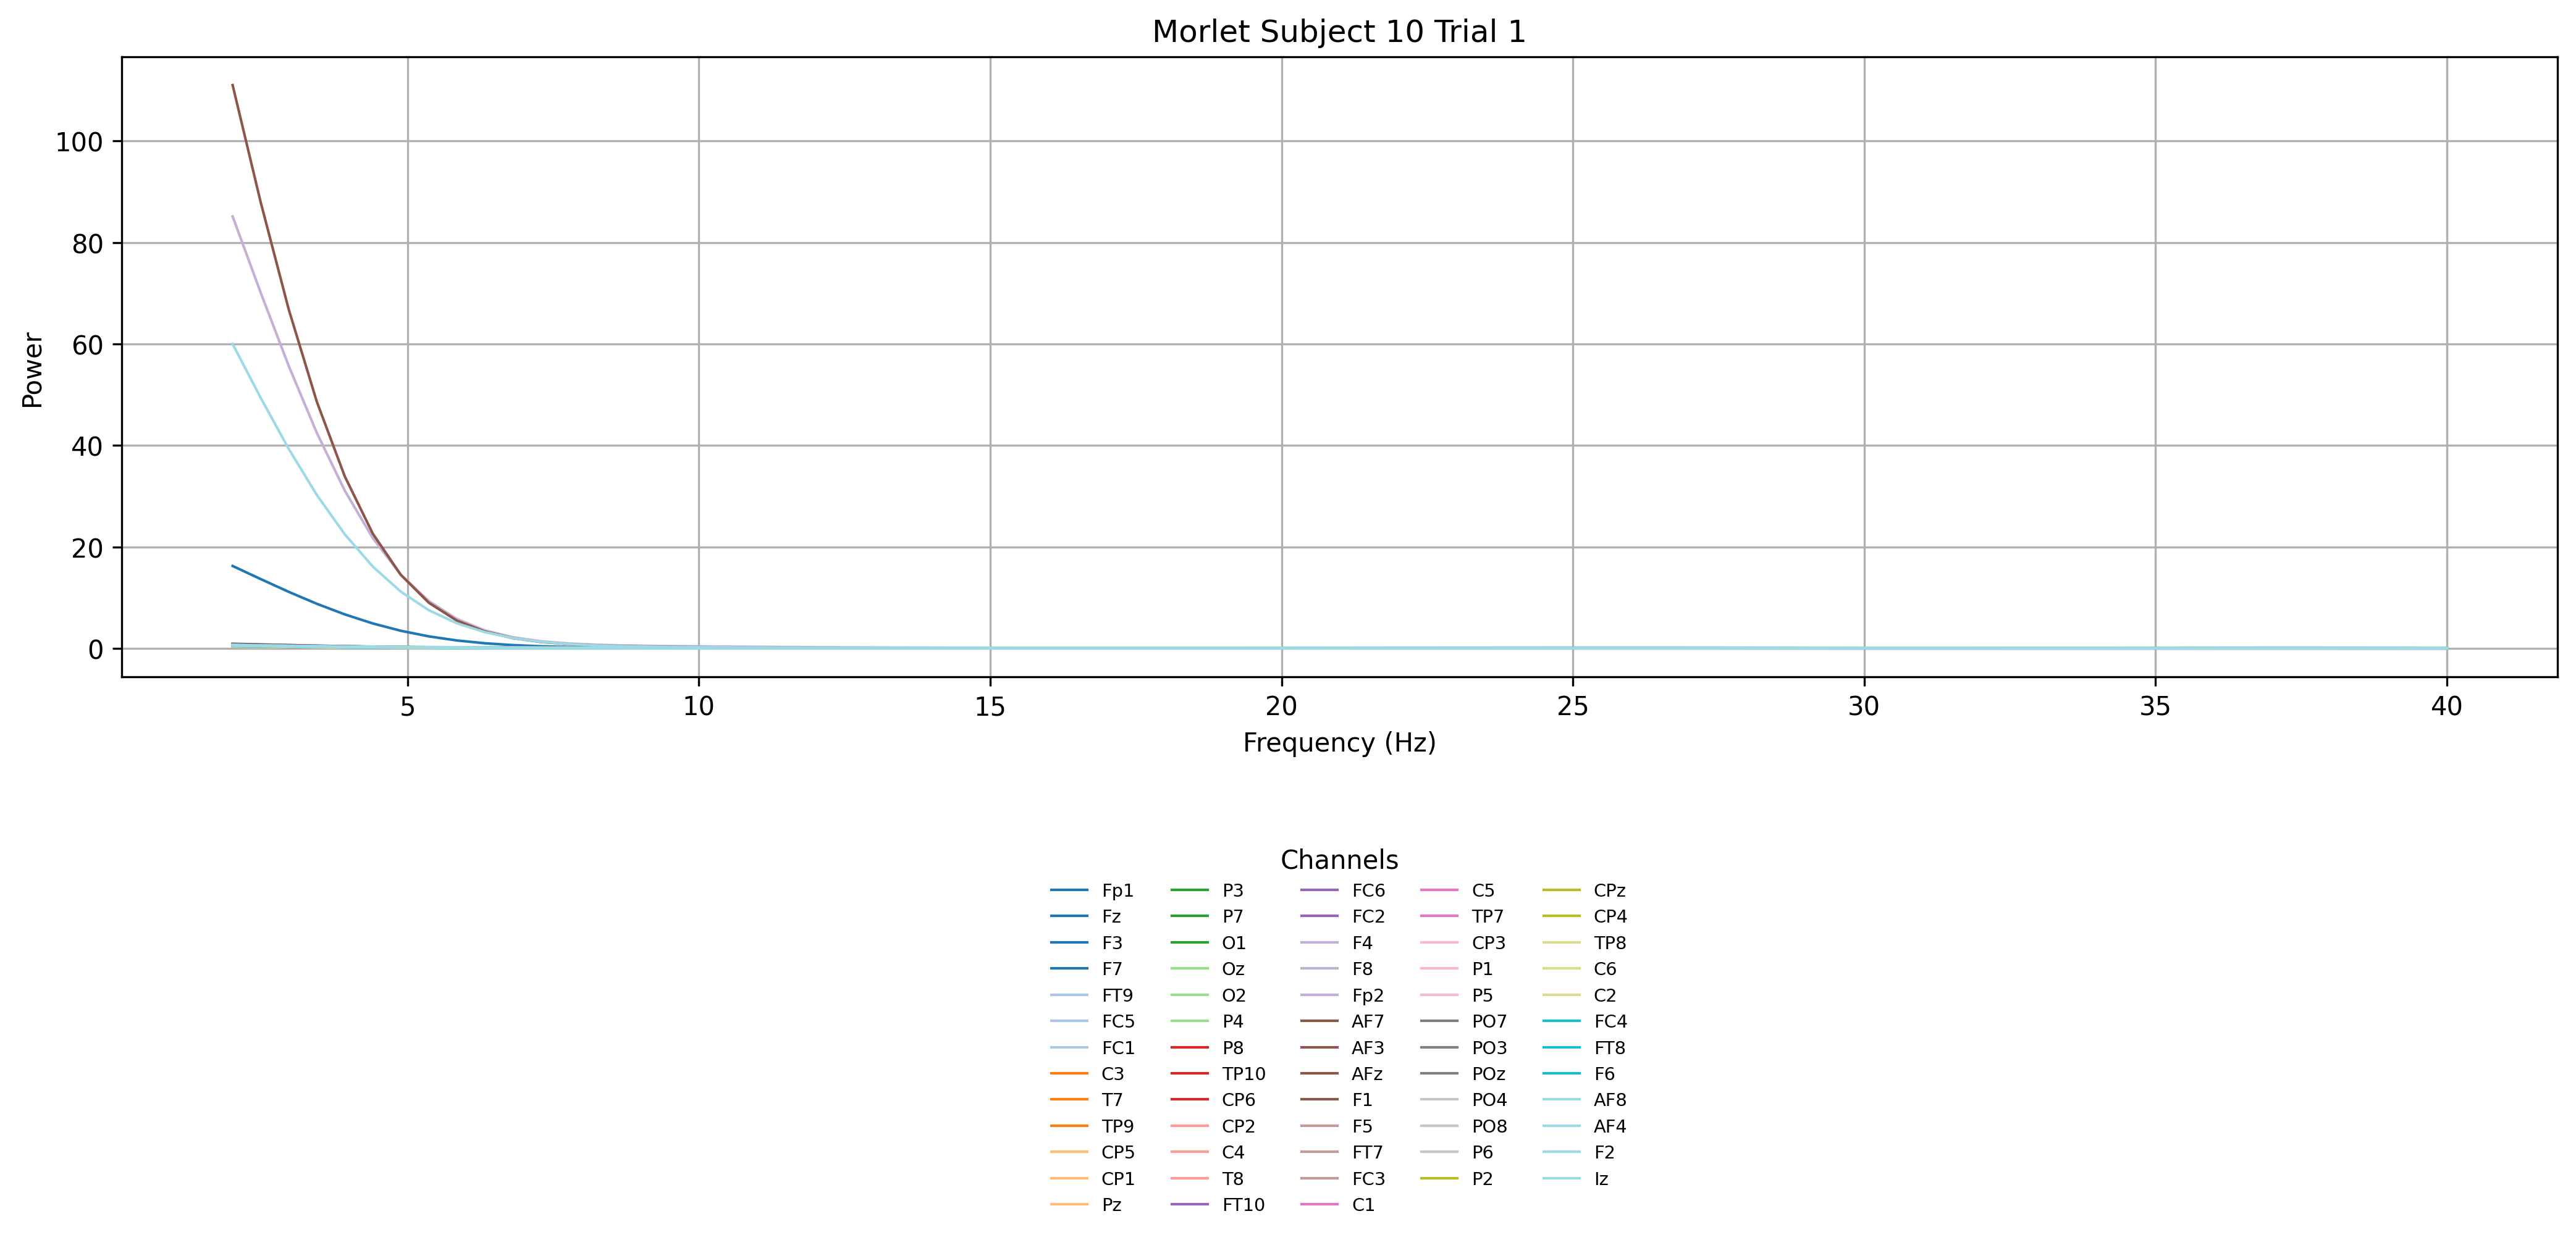 Morlet Subject 10 Trial 1
Power
100
80
60
40
20
0
5 10 15 20 25 30 35 40
Frequency (Hz)
Channels
Fp1 P3 FC6 C5 CPz
Fz P7 FC2 TP7 CP4
F3 O1 F4 CP3 TP8
F7 Oz F8 P1 C6
FT9 O2 Fp2 P5 C2
FC5 P4 AF7 PO7 FC4
FC1 P8 AF3 PO3 FT8
C3 TP10 AFz POz F6
T7 CP6 F1 PO4 AF8
TP9 CP2 F5 PO8 AF4
CP5 C4 FT7 P6 F2
CP1 T8 FC3 P2 Iz
Pz FT10 C1